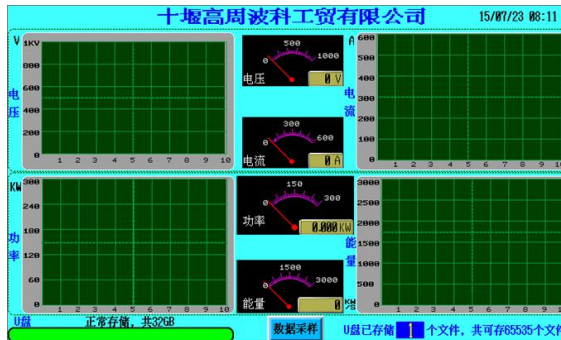 十堰高周波科工贸有限公司 15/07/23 08:11
V 1KV 800 600 400 200 0
电压
1 2 3 4 5 6 7 8 9 10
0 500 1000
电压 0 V
A 600 500 400 300 200 100 0
电流
1 2 3 4 5 6 7 8 9 10
0 300 600
电流 0 A
KW 300 240 180 120 60 0
功率
1 2 3 4 5 6 7 8 9 10
0 150 300
功率 0.000 KW
3000 2500 2000 1500 1000 500 0
能量
1 2 3 4 5 6 7 8 9 10
0 1500 3000
能量 0 KW/S
U盘 正常存储，共32GB
数据采样
U盘已存储 1 个文件，共可存65535个文件